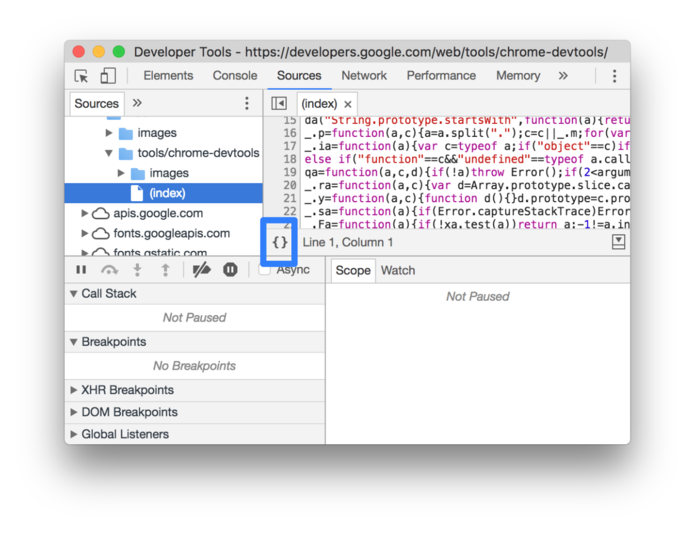 Developer Tools - https://developers.google.com/web/tools/chrome-devtools/
Elements Console Sources Network Performance Memory »
Sources » (index) ×
images
tools/chrome-devtools
images
(index)
apis.google.com
fonts.googleapis.com
fonts.gstatic.com
15 da("String.prototype.startsWith",function(a){retu
16 _.p=function(a,c){a=a.split(".");c=c||_.m;for(var
17 _.ia=function(a){var c=typeof a;if("object"==c)if
18 else if("function"==c&&"undefined"==typeof a.call
19 qa=function(a,c,d){if(!a)throw Error();if(2<argum
20 _.ra=function(a,c){var d=Array.prototype.slice.ca
21 _.y=function(a,c){function d(){}d.prototype=c.pro
22 _.sa=function(a){if(Error.captureStackTrace)Error
23 _.Fa=function(a){if(!xa.test(a))return a;-1!=a.in
{} Line 1, Column 1
Async
Scope Watch
Call Stack
Not Paused
Not Paused
Breakpoints
No Breakpoints
XHR Breakpoints
DOM Breakpoints
Global Listeners